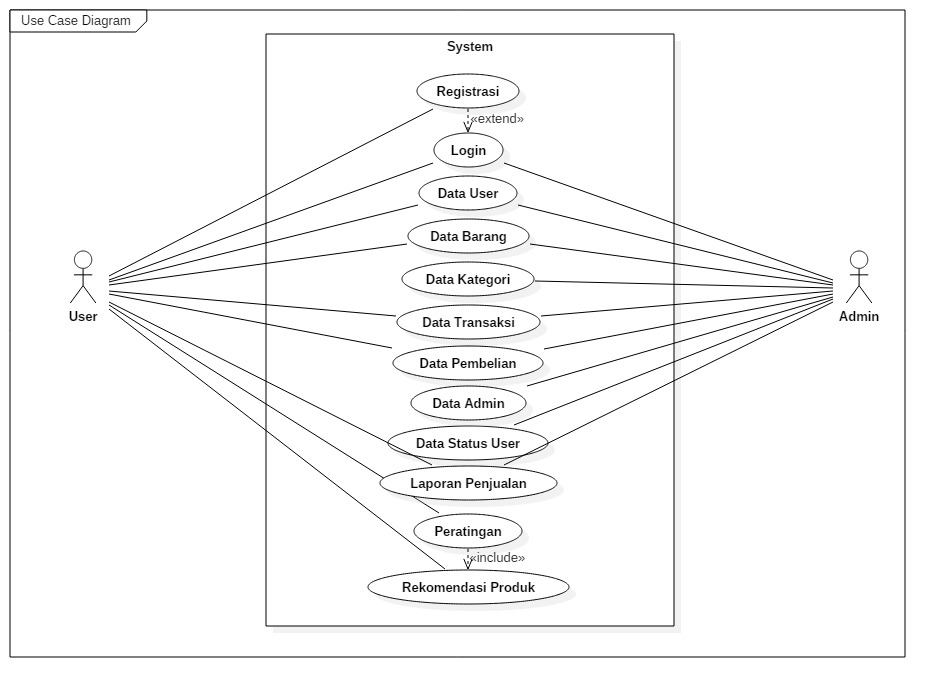 Use Case Diagram
System
Registrasi
«extend»
Login
Data User
Data Barang
Data Kategori
User
Admin
Data Transaksi
Data Pembelian
Data Admin
Data Status User
Laporan Penjualan
Peratingan
«include»
Rekomendasi Produk